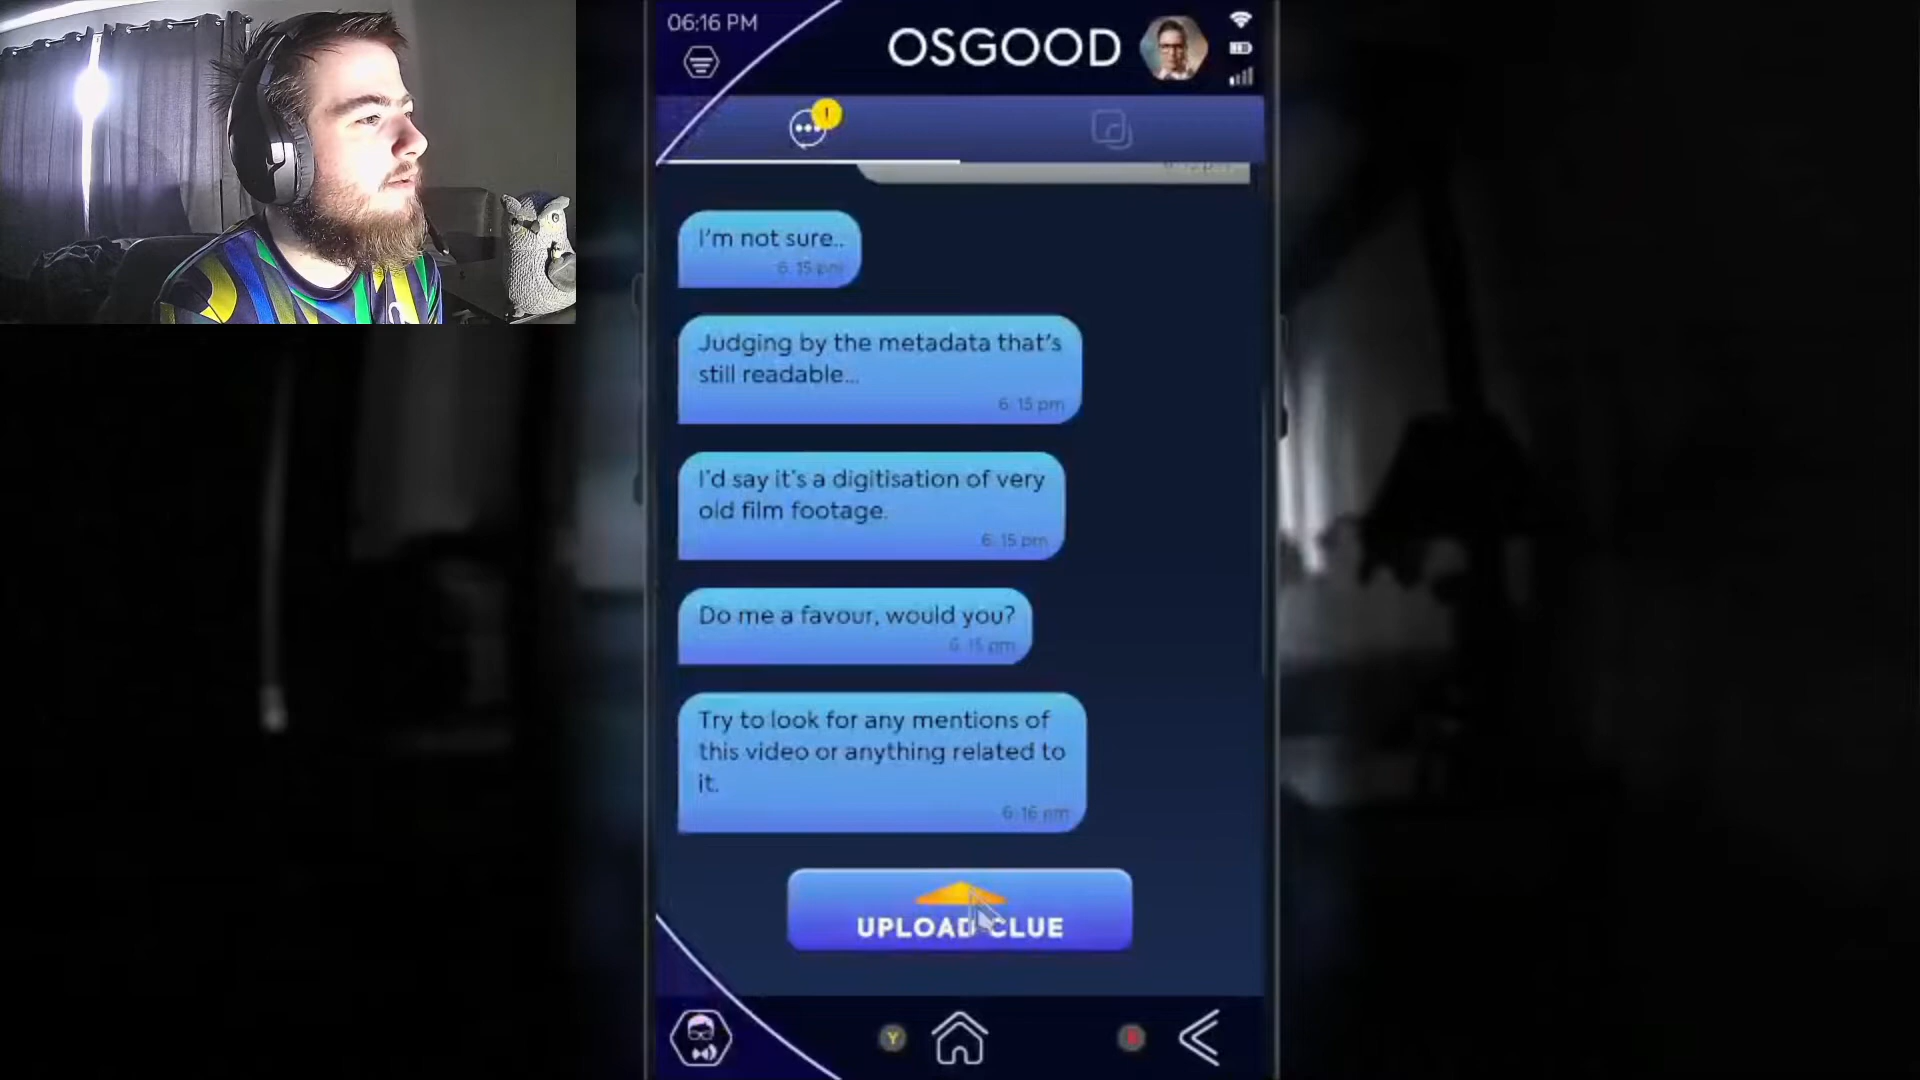 06:16 PM
OSGOOD
!
I'm not sure..
6:15 pm
Judging by the metadata that's
still readable...
6:15 pm
I'd say it's a digitisation of very
old film footage.
6:15 pm
Do me a favour, would you?
6:15 pm
Try to look for any mentions of
this video or anything related to
it.
6:16 pm
UPLOAD CLUE
Y